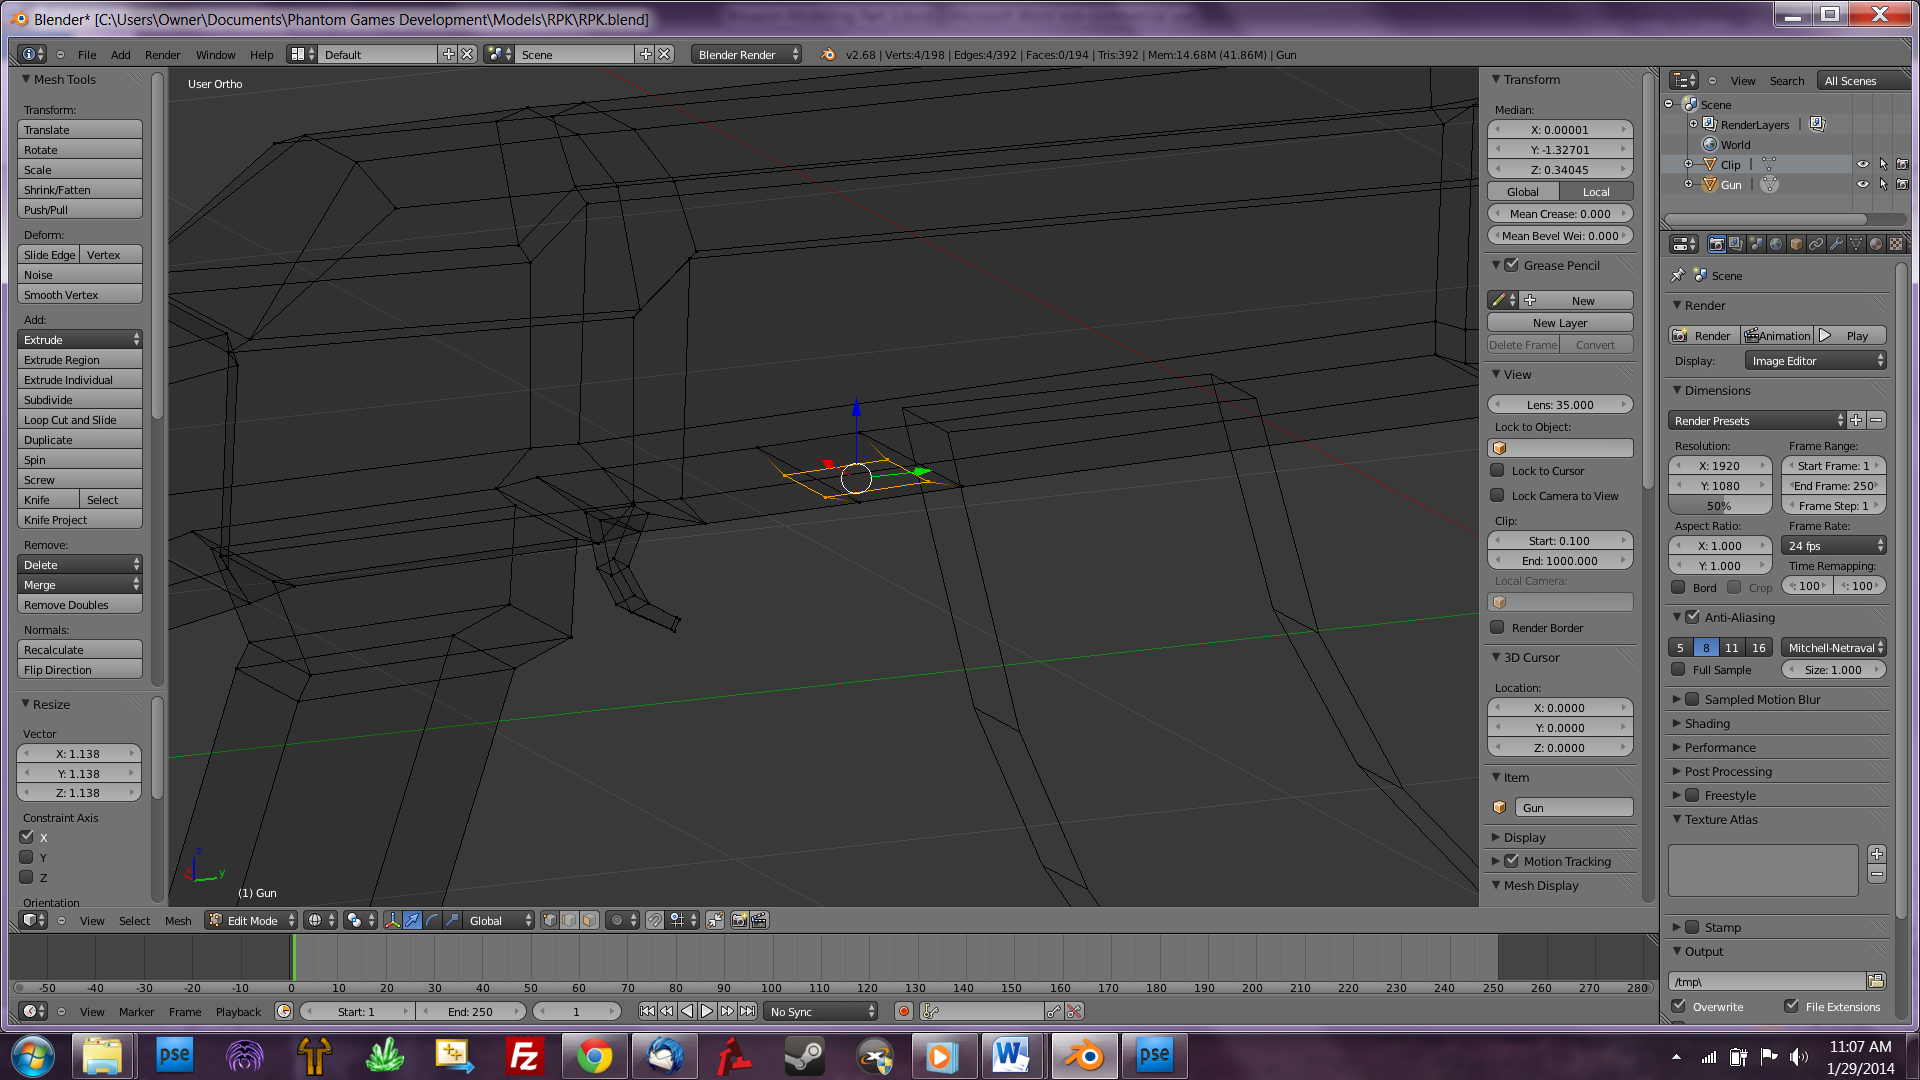 Blender* [C:\Users\Owner\Documents\Phantom Games Development\Models\RPK\RPK.blend]
File Add Render Window Help Default Scene Blender Render v2.68 | Verts:4/198 | Edges:4/392 | Faces:0/194 | Tris:392 | Mem:14.68M (41.86M) | Gun
Mesh Tools
Transform:
Translate
Rotate
Scale
Shrink/Fatten
Push/Pull
Deform:
Slide Edge Vertex
Noise
Smooth Vertex
Add:
Extrude
Extrude Region
Extrude Individual
Subdivide
Loop Cut and Slide
Duplicate
Spin
Screw
Knife Select
Knife Project
Remove:
Delete
Merge
Remove Doubles
Normals:
Recalculate
Flip Direction
Resize
Vector
X: 1.138
Y: 1.138
Z: 1.138
Constraint Axis
X
Y
Z
Orientation
User Ortho
z
y
(1) Gun
Transform
Median:
X: 0.00001
Y: -1.32701
Z: 0.34045
Global Local
Mean Crease: 0.000
Mean Bevel Wei: 0.000
Grease Pencil
New
New Layer
Delete Frame Convert
View
Lens: 35.000
Lock to Object:
Lock to Cursor
Lock Camera to View
Clip:
Start: 0.100
End: 1000.000
Local Camera:
Render Border
3D Cursor
Location:
X: 0.0000
Y: 0.0000
Z: 0.0000
Item
Gun
Display
Motion Tracking
Mesh Display
View Search All Scenes
Scene
RenderLayers |
World
Clip |
Gun |
Scene
Render
Render Animation Play
Display: Image Editor
Dimensions
Render Presets
Resolution: Frame Range:
X: 1920 Start Frame: 1
Y: 1080 End Frame: 250
50% Frame Step: 1
Aspect Ratio: Frame Rate:
X: 1.000 24 fps
Y: 1.000 Time Remapping:
Bord Crop : 100 : 100
Anti-Aliasing
5 8 11 16 Mitchell-Netraval
Full Sample Size: 1.000
Sampled Motion Blur
Shading
Performance
Post Processing
Freestyle
Texture Atlas
Stamp
Output
/tmp\
Overwrite File Extensions
View Select Mesh Edit Mode Global
-50 -40 -30 -20 -10 0 10 20 30 40 50 60 70 80 90 100 110 120 130 140 150 160 170 180 190 200 210 220 230 240 250 260 270 280
View Marker Frame Playback Start: 1 End: 250 1 No Sync
pse Fz W pse
11:07 AM
1/29/2014